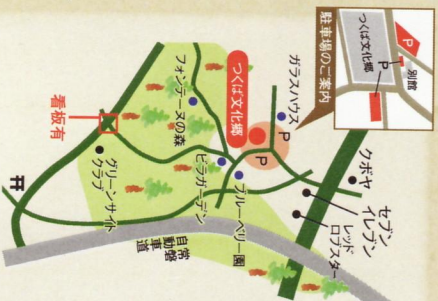 駐車場のご案内
P
別館
P
つくば文化郷
ガラスハウス
P
クボヤ
つくば文化郷
P
セブン
イレブン
フォンテーヌの森
ブルーベリー園
レッド
ロブスター
ビラガーデン
看板有
グリーンサイト
クラブ
常磐
自動車道